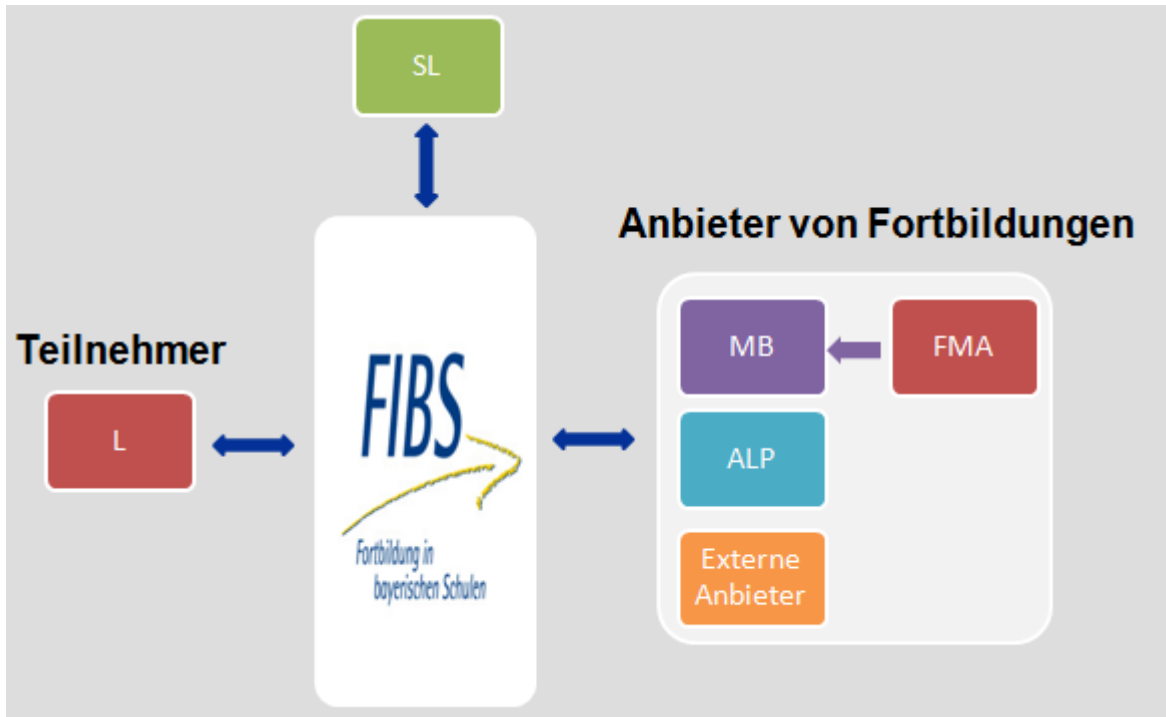 SL
Anbieter von Fortbildungen
MB
FMA
Teilnehmer
L
FIBS
ALP
Fortbildung in
bayerischen Schulen
Externe
Anbieter